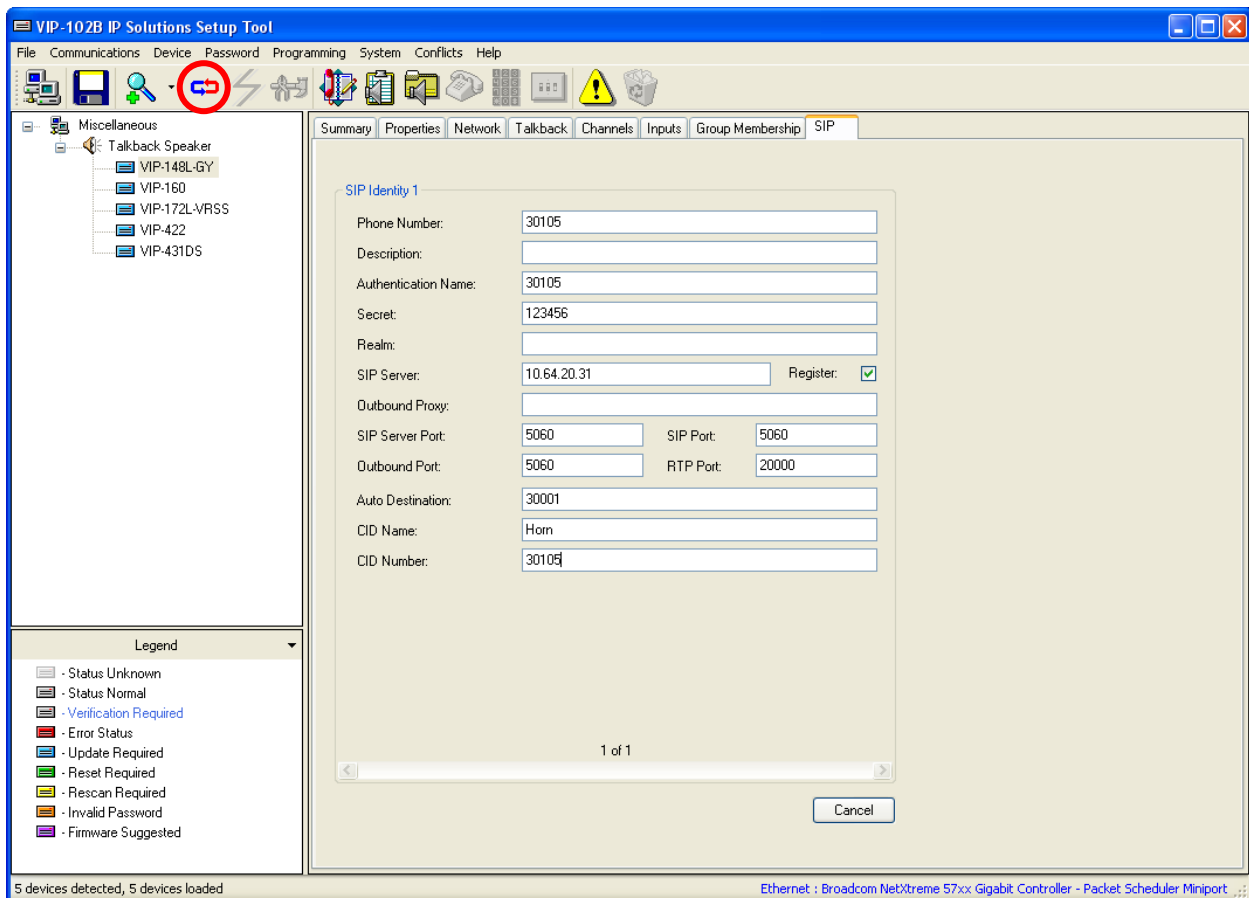 VIP-102B IP Solutions Setup Tool
File Communications Device Password Programming System Conflicts Help
Miscellaneous
Talkback Speaker
VIP-148L-GY
VIP-160
VIP-172L-VRSS
VIP-422
VIP-431DS
Summary Properties Network Talkback Channels Inputs Group Membership SIP
SIP Identity 1
Phone Number: 30105
Description:
Authentication Name: 30105
Secret: 123456
Realm:
SIP Server: 10.64.20.31 Register:
Outbound Proxy:
SIP Server Port: 5060 SIP Port: 5060
Outbound Port: 5060 RTP Port: 20000
Auto Destination: 30001
CID Name: Horn
CID Number: 30105
1 of 1
Cancel
Legend
- Status Unknown
- Status Normal
- Verification Required
- Error Status
- Update Required
- Reset Required
- Rescan Required
- Invalid Password
- Firmware Suggested
5 devices detected, 5 devices loaded
Ethernet : Broadcom NetXtreme 57xx Gigabit Controller - Packet Scheduler Miniport